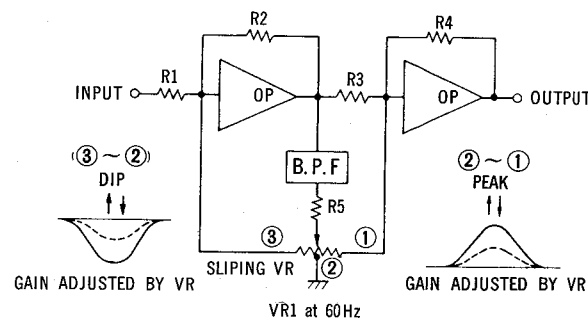 R2
R4
R1
R3
INPUT
OP
OP
OUTPUT
(③ ~ ②)
DIP
B.P.F
② ~ ①
PEAK
R5
③
①
②
SLIPING VR
GAIN ADJUSTED BY VR
GAIN ADJUSTED BY VR
VR1 at 60Hz